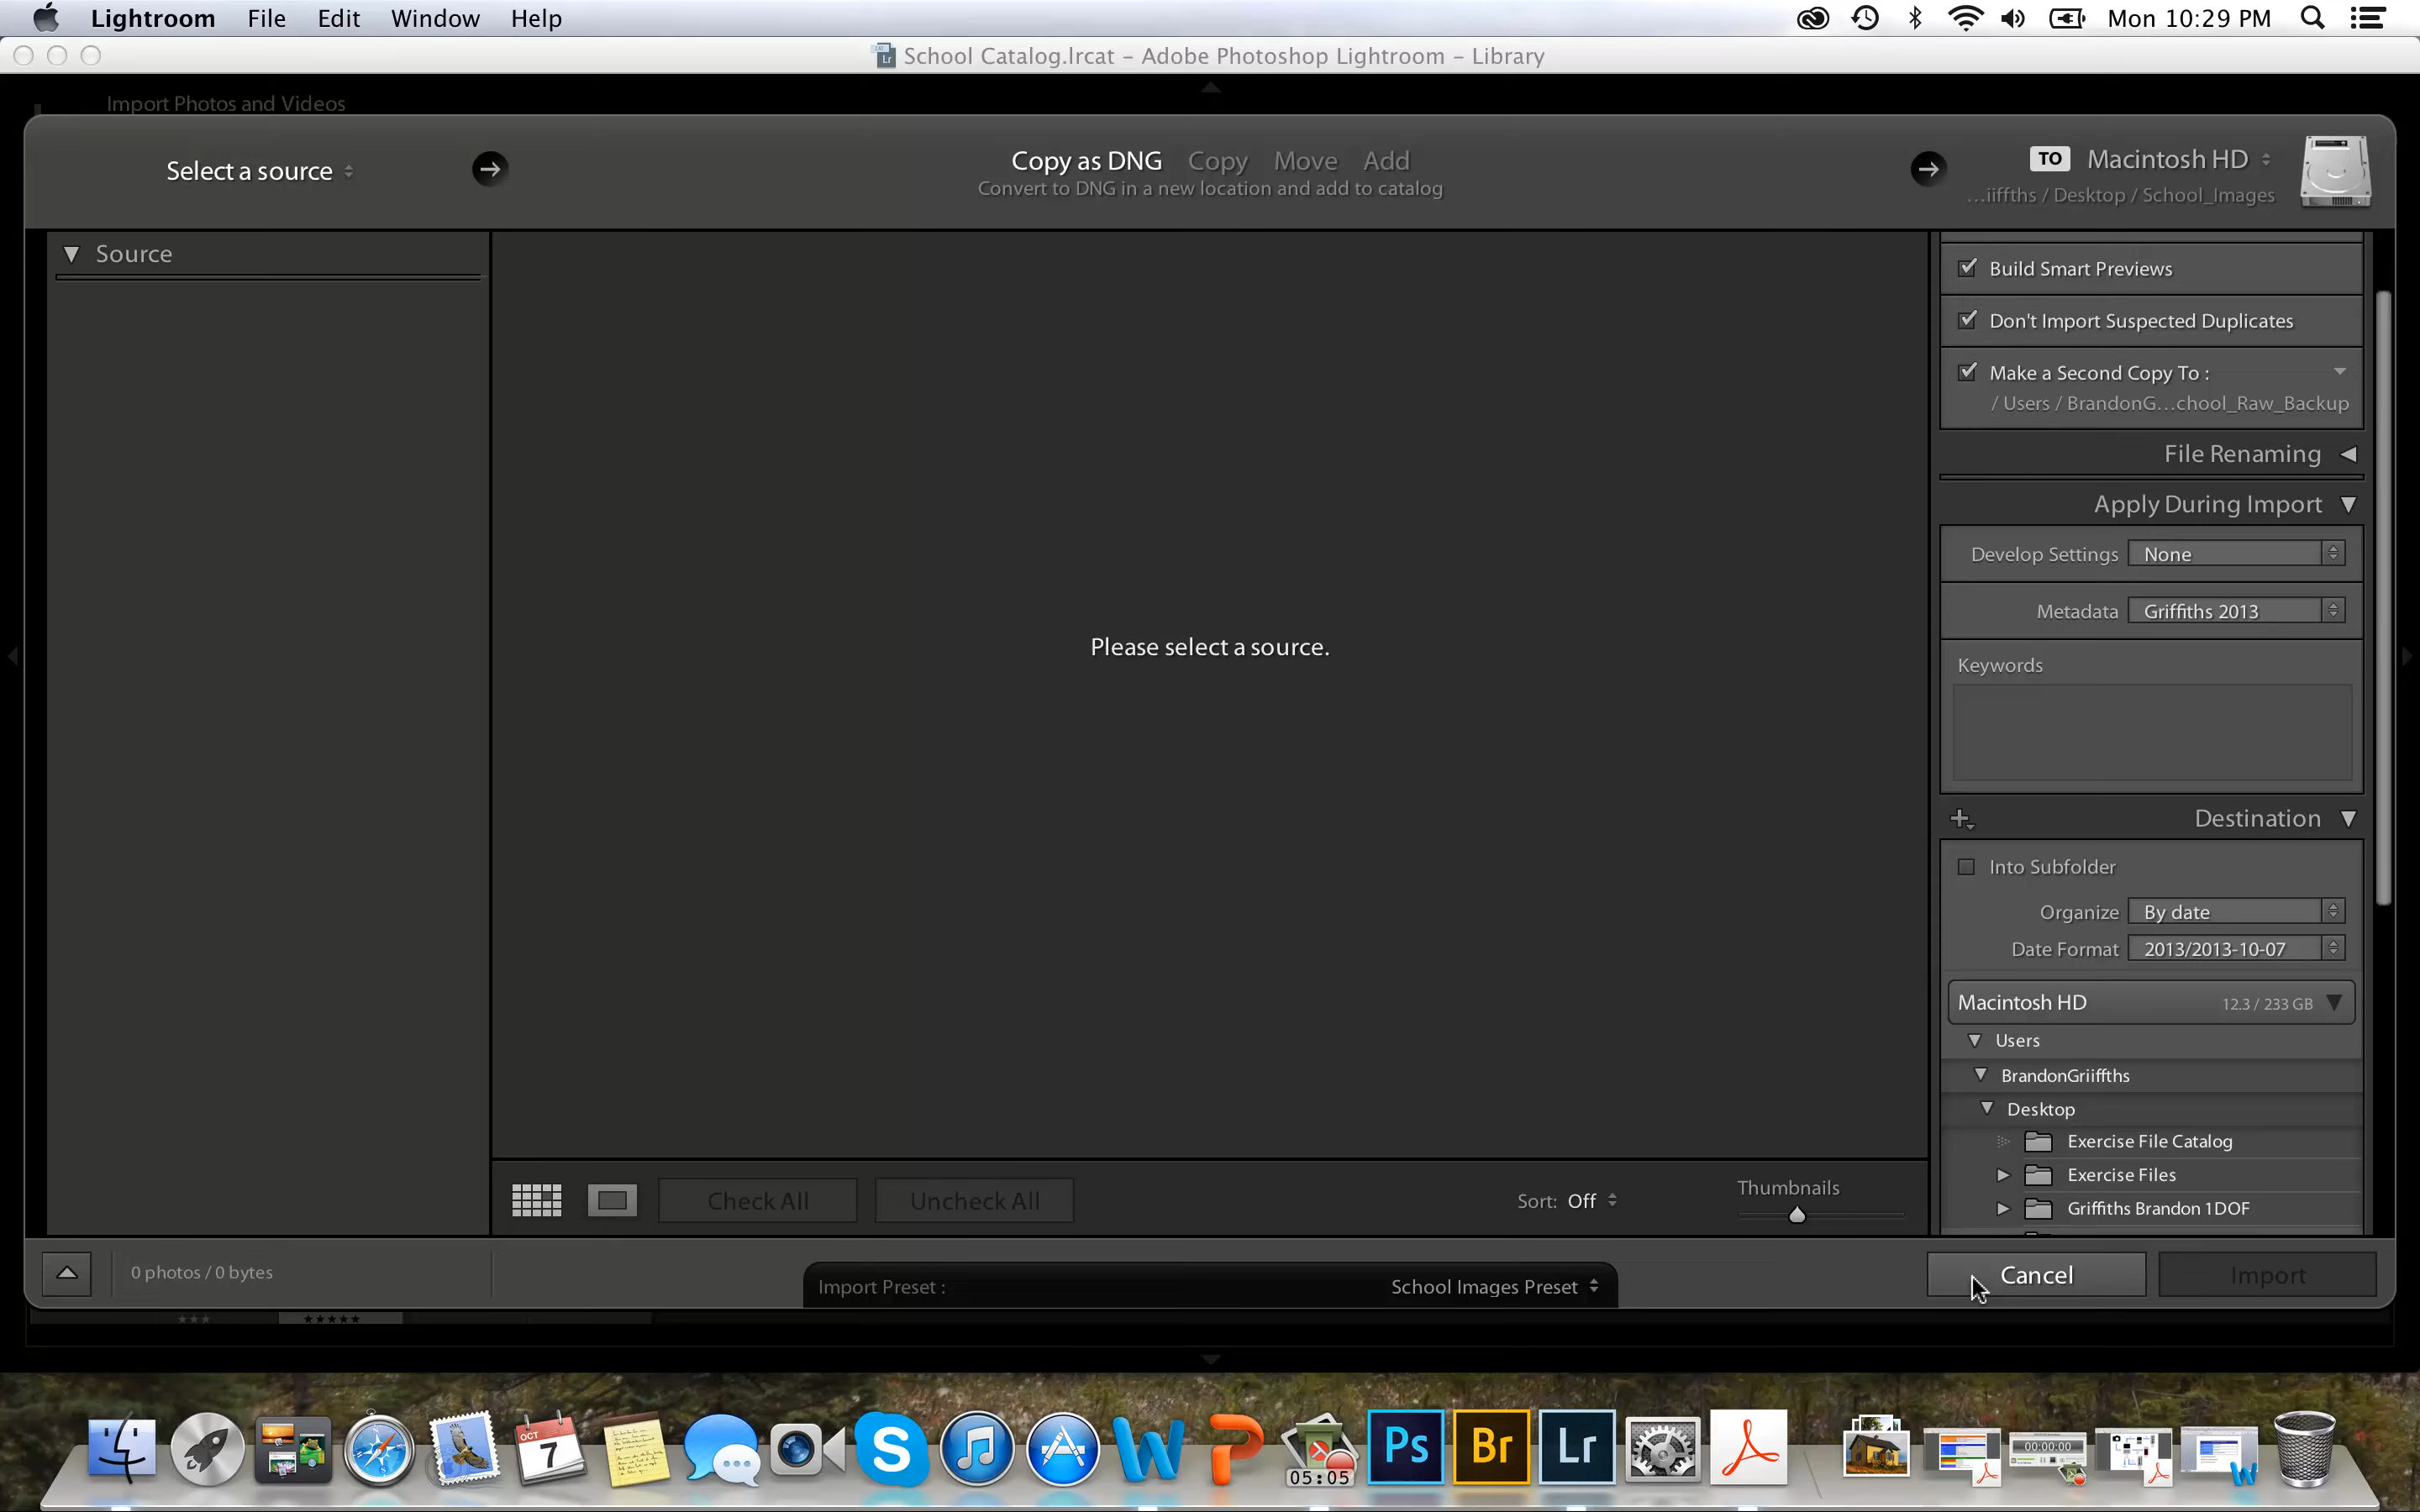 Lightroom File Edit Window Help Mon 10:29 PM
School Catalog.lrcat – Adobe Photoshop Lightroom – Library
Import Photos and Videos
Select a source
Copy as DNG Copy Move Add
Convert to DNG in a new location and add to catalog
TO Macintosh HD
...iiffths / Desktop / School_Images
Source
Please select a source.
Build Smart Previews
Don't Import Suspected Duplicates
Make a Second Copy To :
/ Users / BrandonG...chool_Raw_Backup
File Renaming
Apply During Import
Develop Settings None
Metadata Griffiths 2013
Keywords
Destination
Into Subfolder
Organize By date
Date Format 2013/2013-10-07
Macintosh HD 12.3 / 233 GB
Users
BrandonGriiffths
Desktop
Exercise File Catalog
Exercise Files
Griffiths Brandon 1DOF
Check All Uncheck All Sort: Off Thumbnails
0 photos / 0 bytes
Import Preset : School Images Preset
Cancel Import
OCT
7
05:05
Ps Br Lr
00:00:00